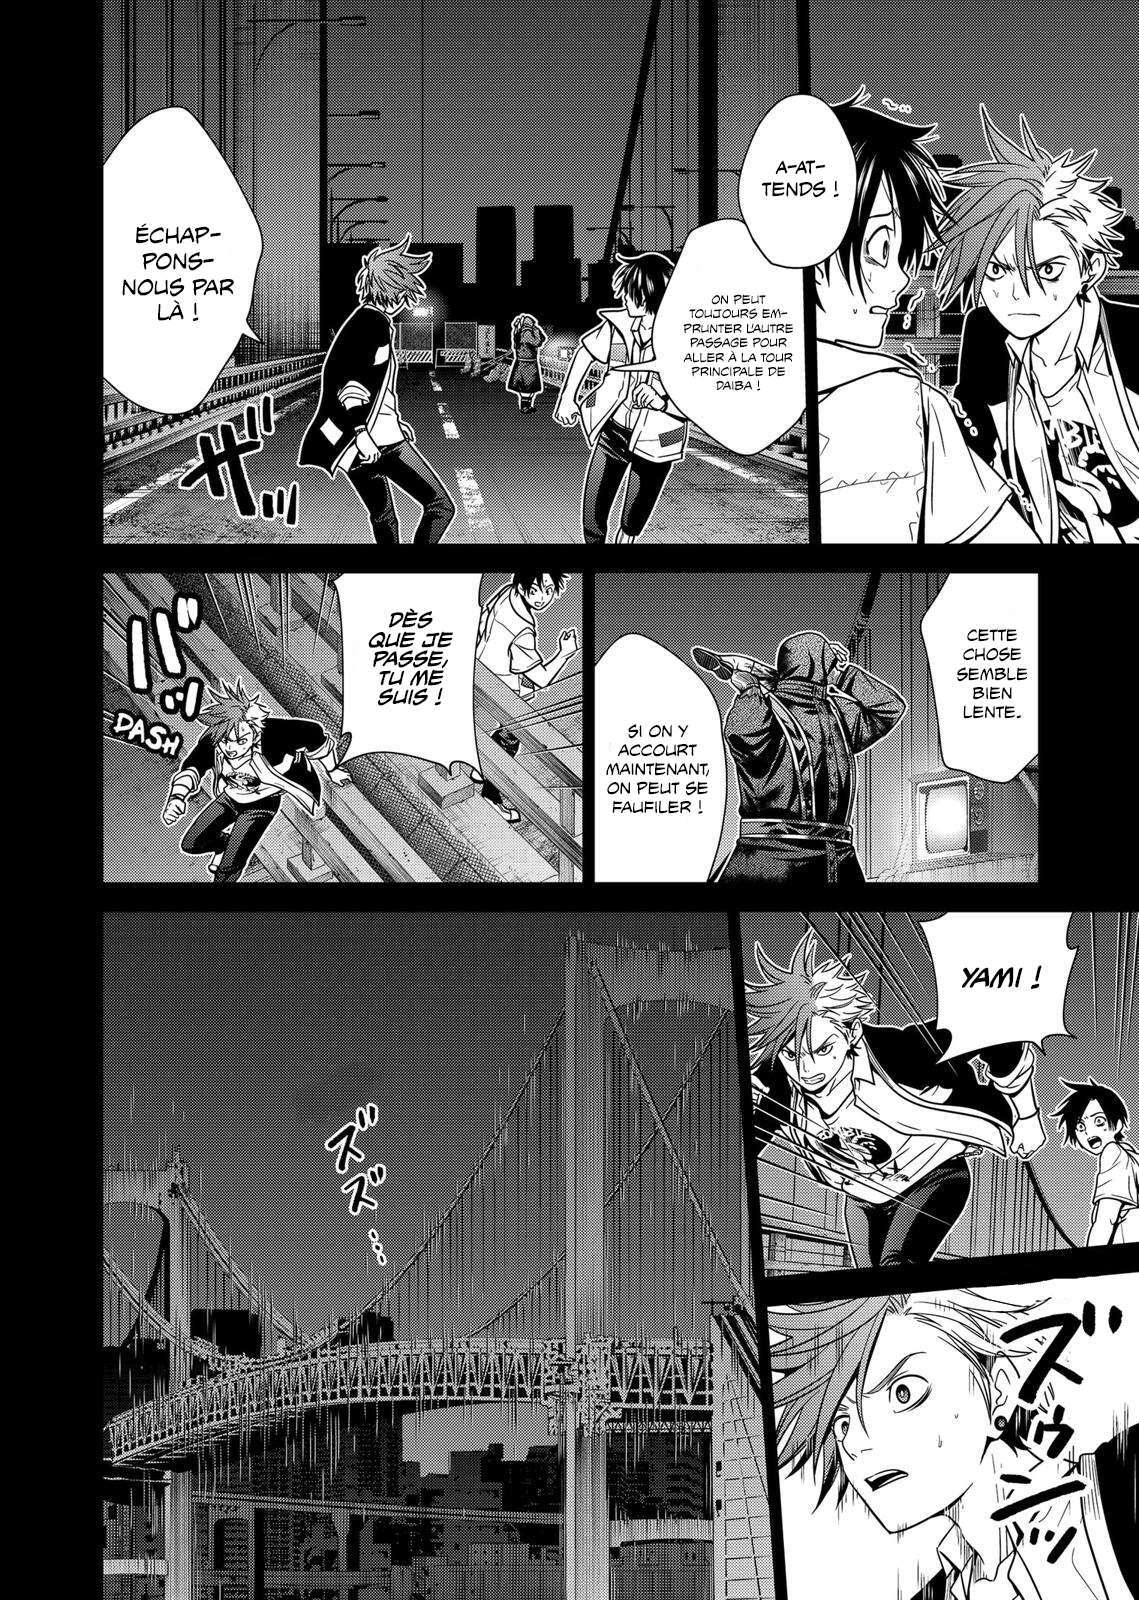 A-AT-
TENDS !
ON PEUT
TOUJOURS EM-
PRUNTER L'AUTRE
PASSAGE POUR
ALLER À LA TOUR
PRINCIPALE DE
DAIBA !
ÉCHAP-
PONS-
NOUS PAR
LÀ !
ザッ
CETTE
CHOSE
SEMBLE
BIEN
LENTE.
SI ON Y
ACCOURT
MAINTENANT,
ON PEUT SE
FAUFILER !
DÈS
QUE JE
PASSE,
TU ME
SUIS !
バッ
DASH
YAMI !
ズゥン
ズズ…